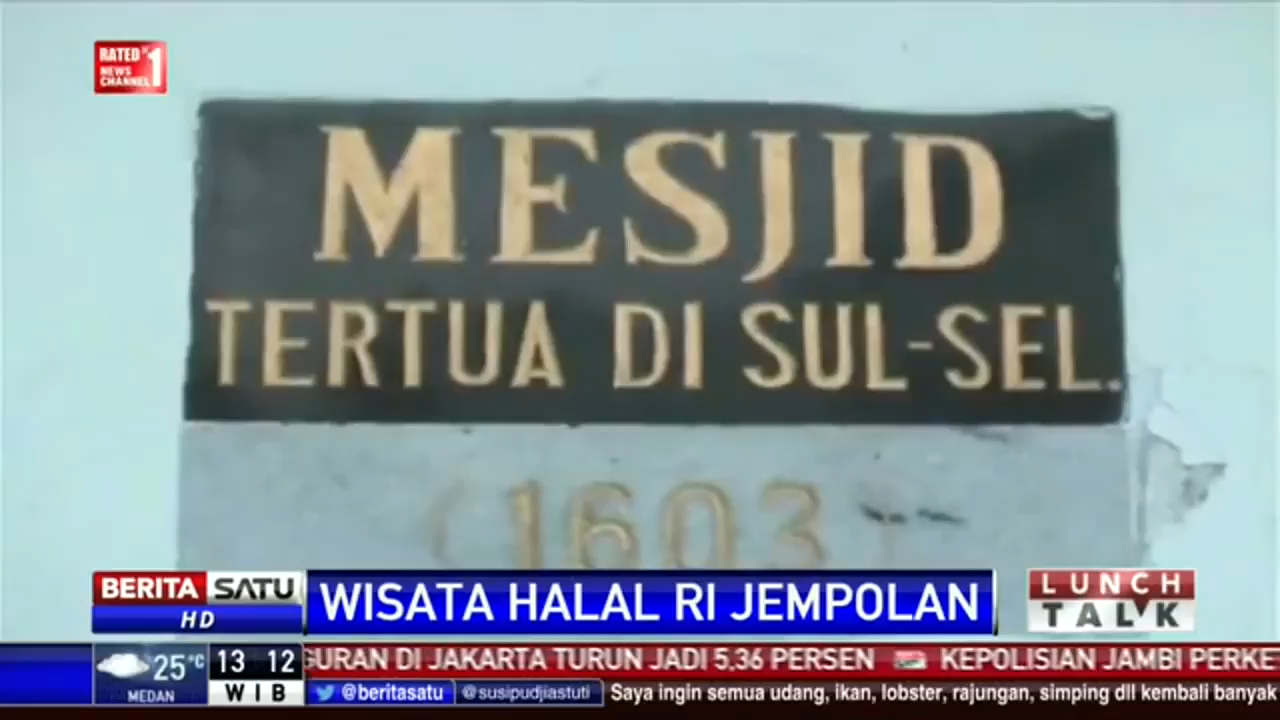 RATED #1
NEWS CHANNEL
MESJID
TERTUA DI SUL-SEL.
(1603)
BERITA SATU
HD
WISATA HALAL RI JEMPOLAN
LUNCH TALK
25°C
MEDAN
13 12
WIB
GURAN DI JAKARTA TURUN JADI 5,36 PERSEN
KEPOLISIAN JAMBI PERKE
@beritasatu
@susipudjiastuti
Saya ingin semua udang, ikan, lobster, rajungan, simping dll kembali banyak